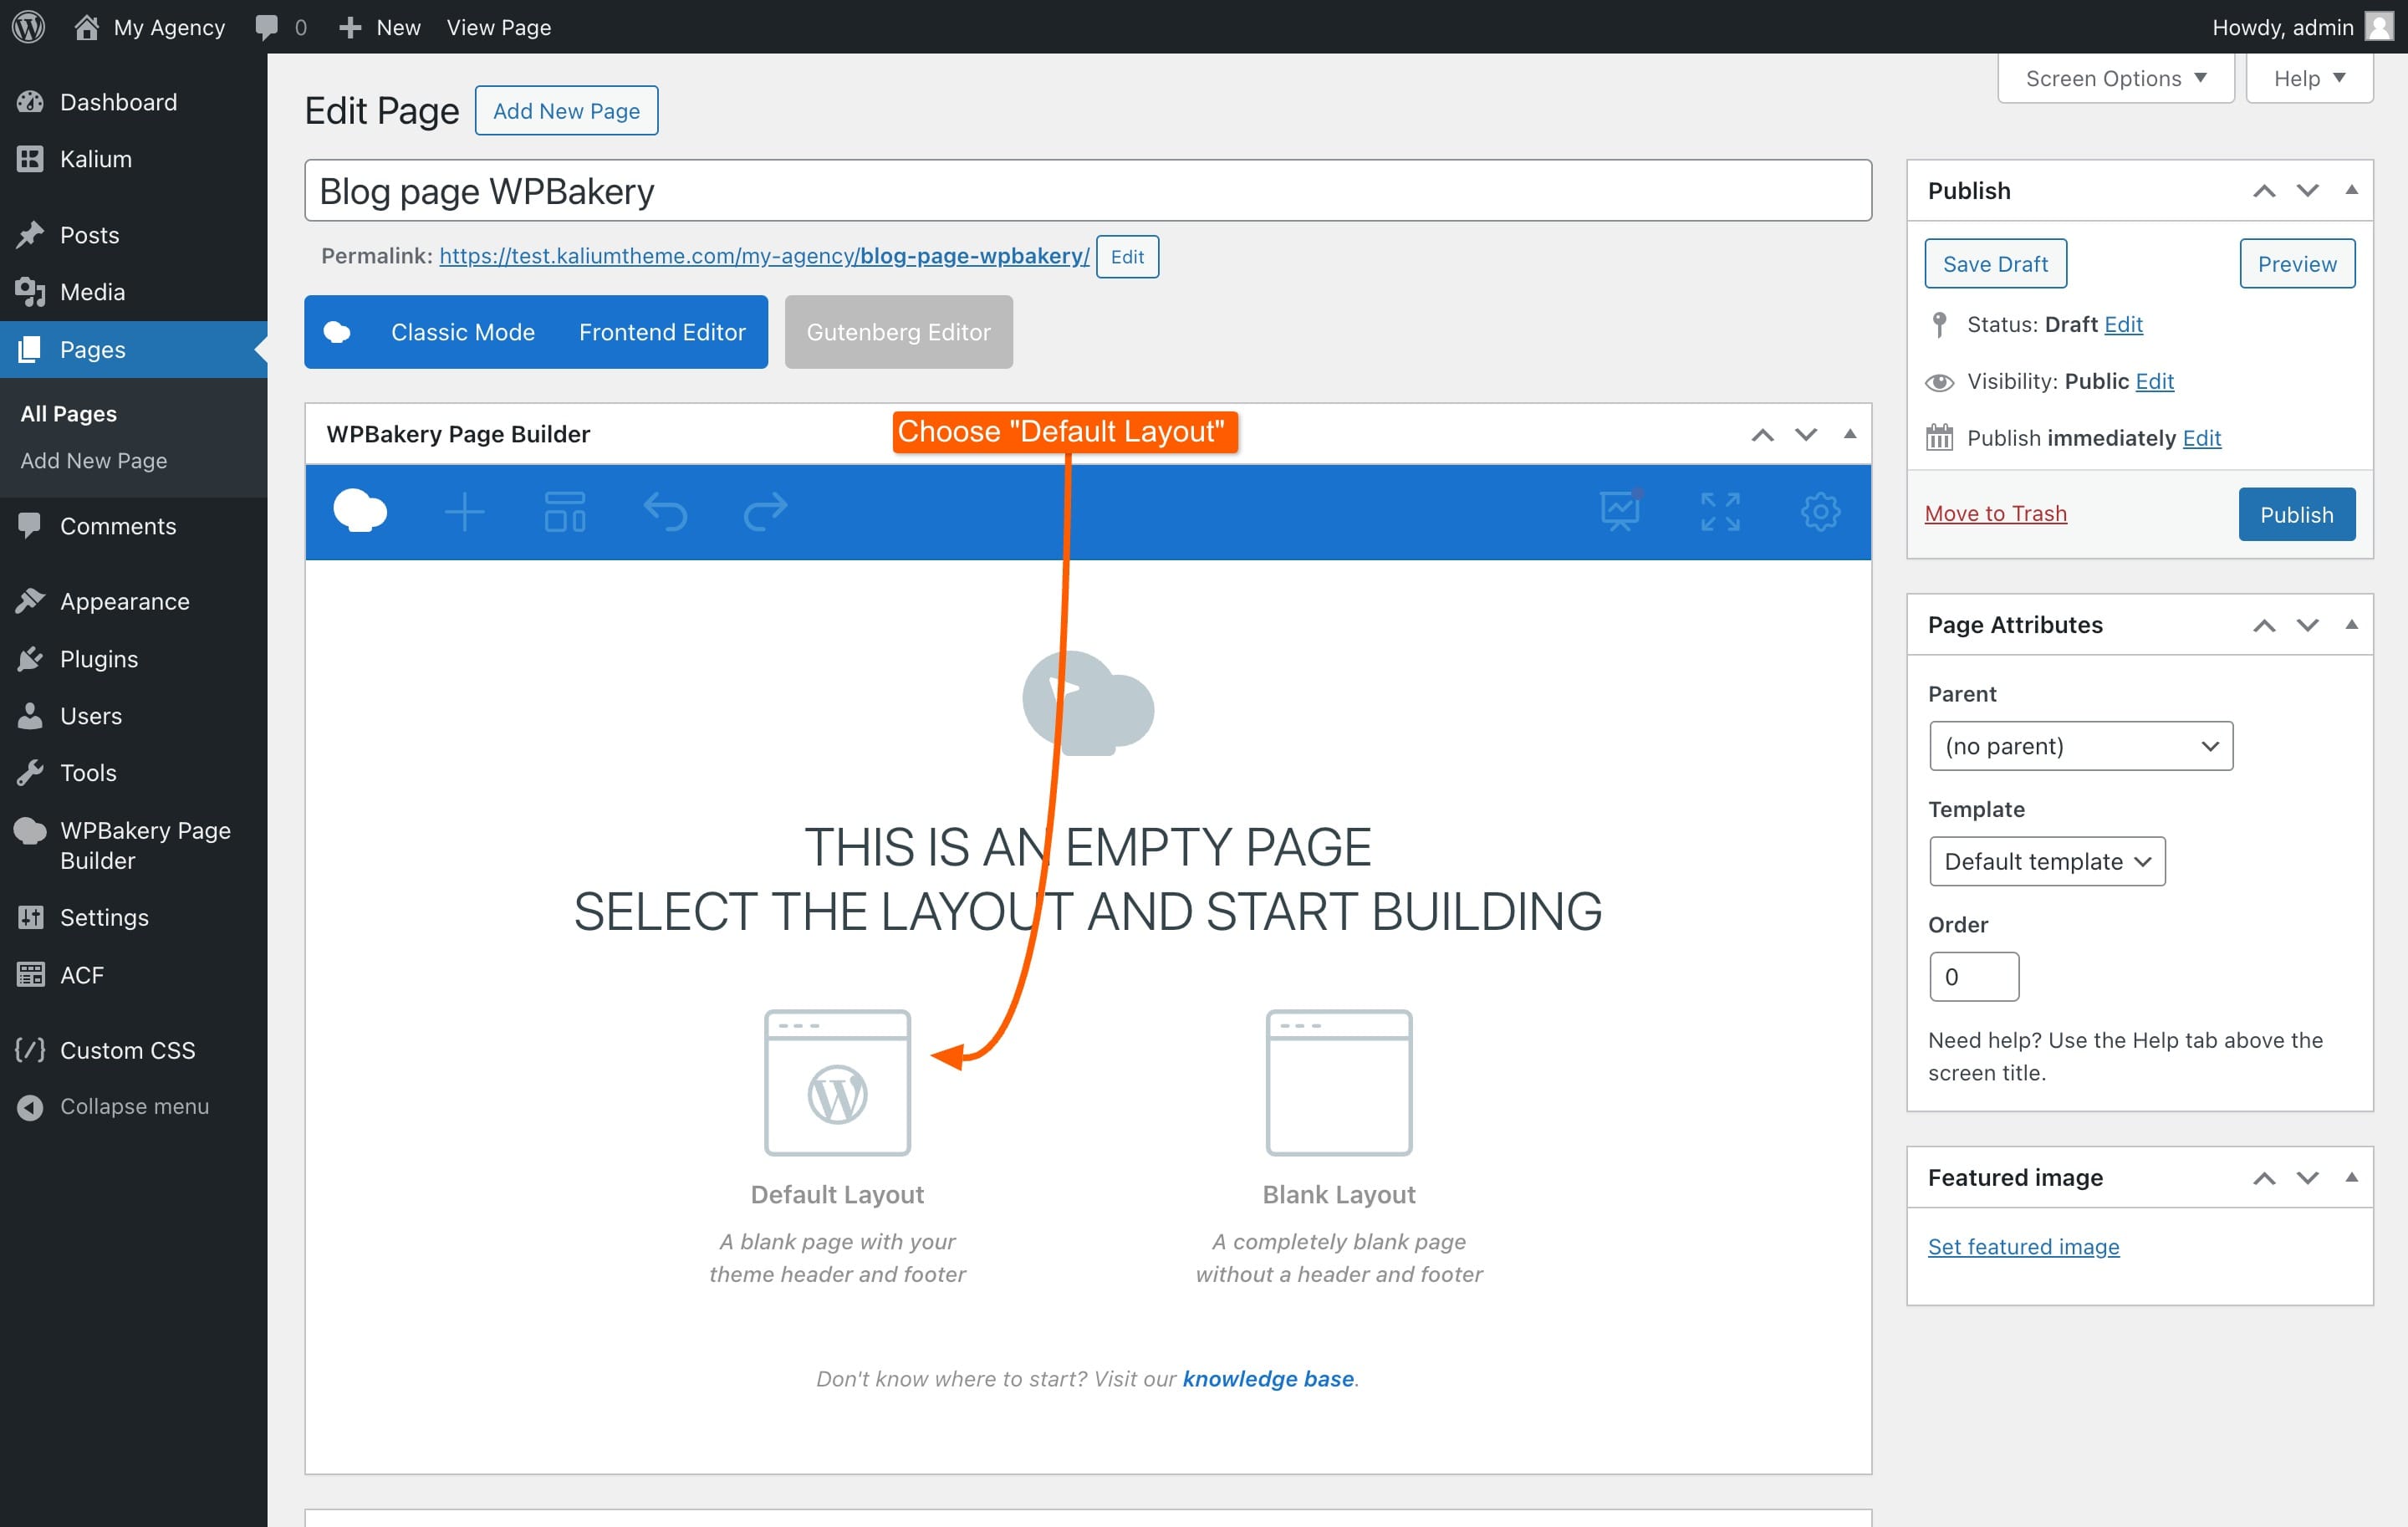 My Agency
0
New
View Page
Howdy, admin
Dashboard
Kalium
Posts
Media
Pages
All Pages
Add New Page
Comments
Appearance
Plugins
Users
Tools
WPBakery Page
Builder
Settings
ACF
Custom CSS
Collapse menu
Screen Options
Help
Edit Page
Add New Page
Blog page WPBakery
Permalink: https://test.kaliumtheme.com/my-agency/blog-page-wpbakery/ Edit
Classic Mode
Frontend Editor
Gutenberg Editor
WPBakery Page Builder
Choose "Default Layout"
THIS IS AN EMPTY PAGE
SELECT THE LAYOUT AND START BUILDING
Default Layout
A blank page with your
theme header and footer
Blank Layout
A completely blank page
without a header and footer
Don't know where to start? Visit our knowledge base.
Publish
Save Draft
Preview
Status: Draft Edit
Visibility: Public Edit
Publish immediately Edit
Move to Trash
Publish
Page Attributes
Parent
(no parent)
Template
Default template
Order
0
Need help? Use the Help tab above the
screen title.
Featured image
Set featured image